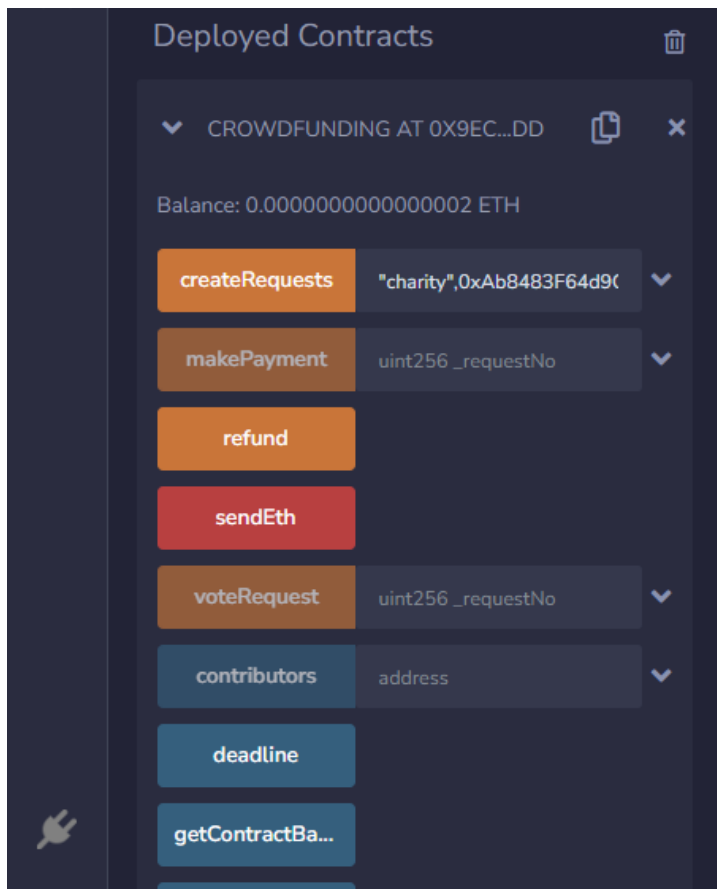 Deployed Contracts
CROWDFUNDING AT 0X9EC...DD
Balance: 0.0000000000000002 ETH
createRequests "charity",0xAb8483F64d9C
makePayment uint256 _requestNo
refund
sendEth
voteRequest uint256 _requestNo
contributors address
deadline
getContractBa...